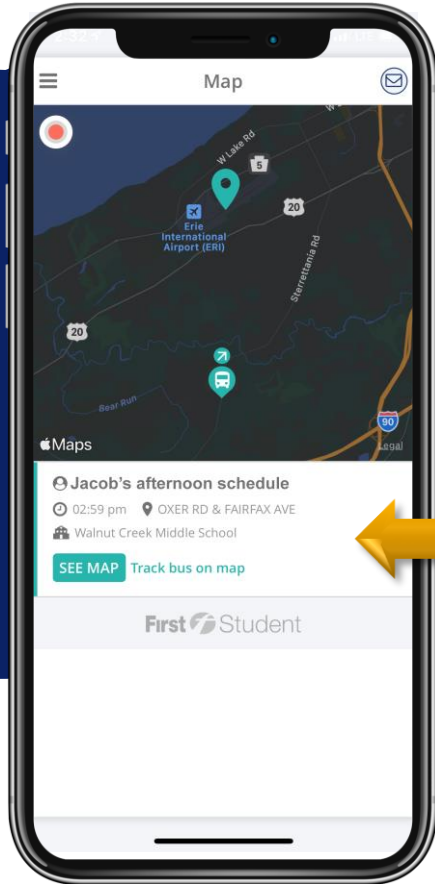 2:32
Map
W Lake Rd
5
20
Erie
International
Airport (ERI)
Sterrettania Rd
20
Bear Run
90
Maps
Legal
Jacob's afternoon schedule
02:59 pm OXER RD & FAIRFAX AVE
Walnut Creek Middle School
SEE MAP Track bus on map
First Student